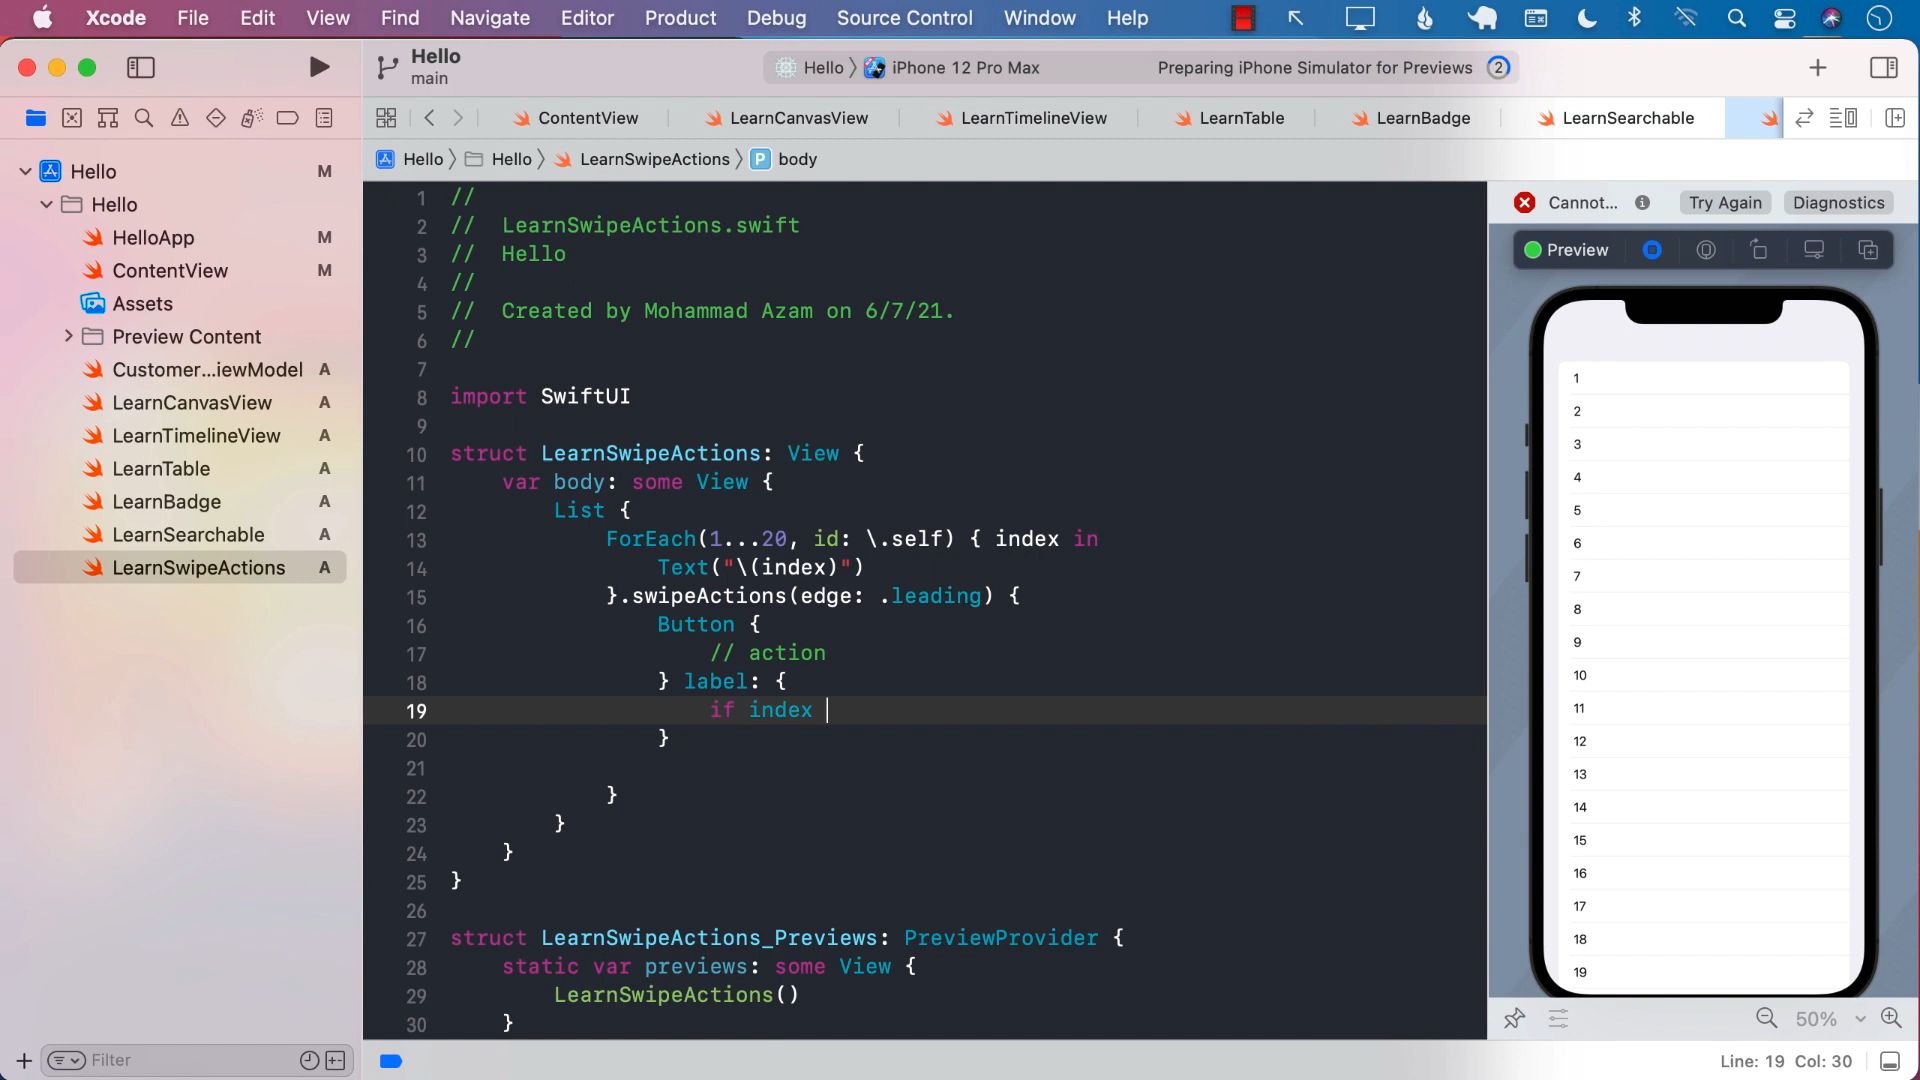 Xcode File Edit View Find Navigate Editor Product Debug Source Control Window Help
Hello
main
Hello 〉 iPhone 12 Pro Max Preparing iPhone Simulator for Previews 2
ContentView LearnCanvasView LearnTimelineView LearnTable LearnBadge LearnSearchable
Hello 〉 Hello 〉 LearnSwipeActions 〉 P body
Hello M
Hello
HelloApp M
ContentView M
Assets
Preview Content
Customer...iewModel A
LearnCanvasView A
LearnTimelineView A
LearnTable A
LearnBadge A
LearnSearchable A
LearnSwipeActions A
Filter
1 //
2 // LearnSwipeActions.swift
3 // Hello
4 //
5 // Created by Mohammad Azam on 6/7/21.
6 //
7
8 import SwiftUI
9
10 struct LearnSwipeActions: View {
11 var body: some View {
12 List {
13 ForEach(1...20, id: \.self) { index in
14 Text("\(index)")
15 }.swipeActions(edge: .leading) {
16 Button {
17 // action
18 } label: {
19 if index
20 }
21
22 }
23 }
24 }
25 }
26
27 struct LearnSwipeActions_Previews: PreviewProvider {
28 static var previews: some View {
29 LearnSwipeActions()
30 }
Cannot... Try Again Diagnostics
Preview
1
2
3
4
5
6
7
8
9
10
11
12
13
14
15
16
17
18
19
50%
Line: 19 Col: 30